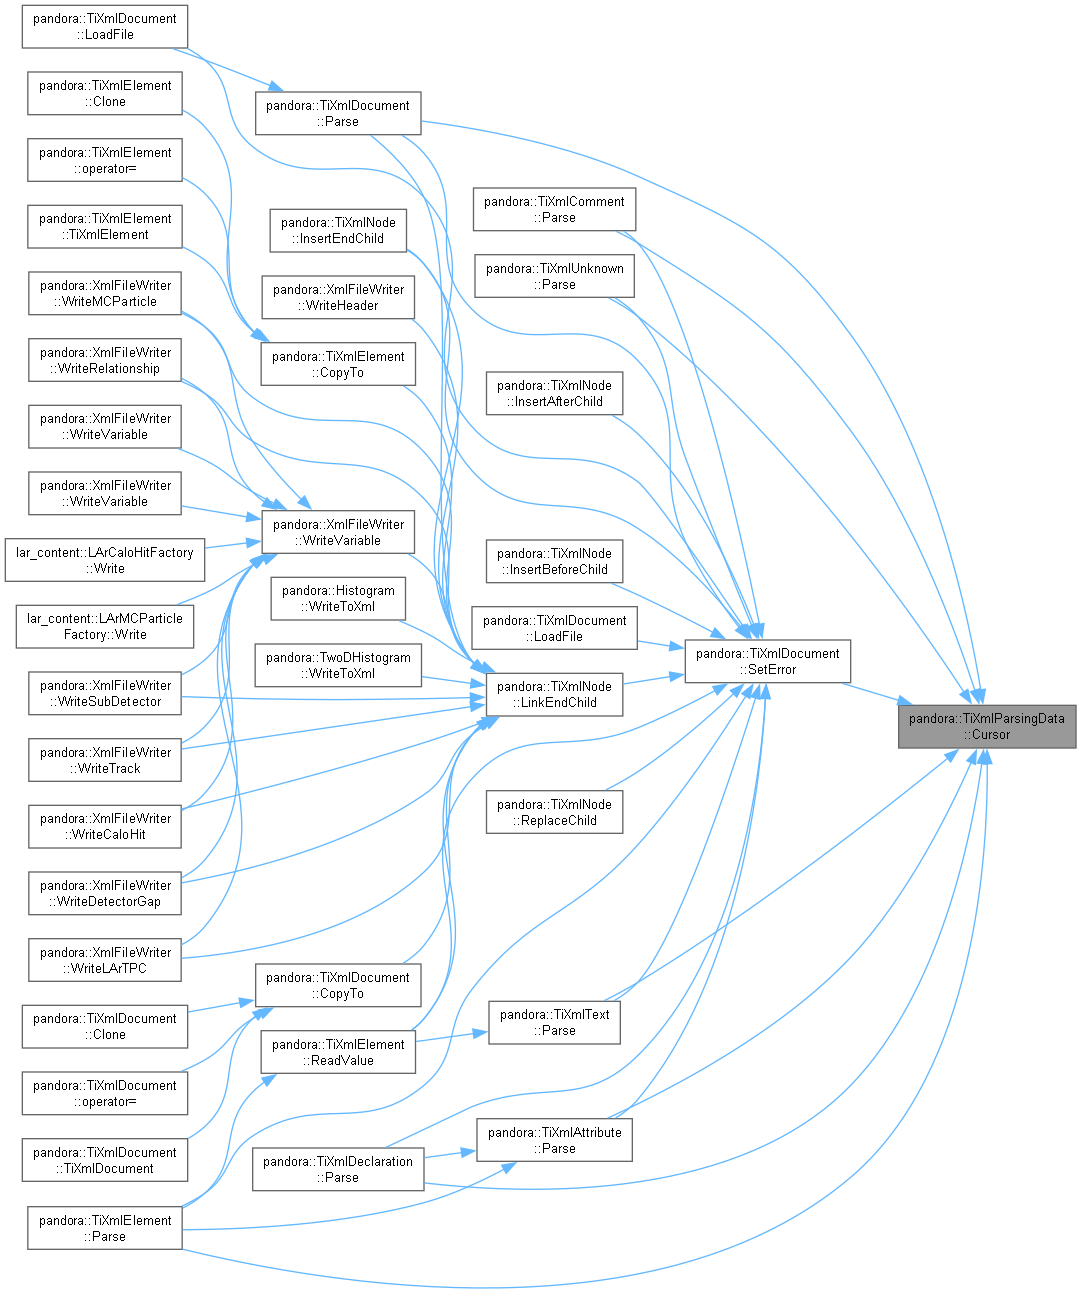 pandora::TiXmlDocument
::LoadFile
pandora::TiXmlElement
::Clone
pandora::TiXmlElement
::operator=
pandora::TiXmlElement
::TiXmlElement
pandora::XmlFileWriter
::WriteMCParticle
pandora::XmlFileWriter
::WriteRelationship
pandora::XmlFileWriter
::WriteVariable
pandora::XmlFileWriter
::WriteVariable
lar_content::LArCaloHitFactory
::Write
lar_content::LArMCParticle
Factory::Write
pandora::XmlFileWriter
::WriteSubDetector
pandora::XmlFileWriter
::WriteTrack
pandora::XmlFileWriter
::WriteCaloHit
pandora::XmlFileWriter
::WriteDetectorGap
pandora::XmlFileWriter
::WriteLArTPC
pandora::TiXmlDocument
::Clone
pandora::TiXmlDocument
::operator=
pandora::TiXmlDocument
::TiXmlDocument
pandora::TiXmlElement
::Parse
pandora::TiXmlDocument
::Parse
pandora::TiXmlNode
::InsertEndChild
pandora::XmlFileWriter
::WriteHeader
pandora::TiXmlElement
::CopyTo
pandora::XmlFileWriter
::WriteVariable
pandora::Histogram
::WriteToXml
pandora::TwoDHistogram
::WriteToXml
pandora::TiXmlDocument
::CopyTo
pandora::TiXmlElement
::ReadValue
pandora::TiXmlDeclaration
::Parse
pandora::TiXmlComment
::Parse
pandora::TiXmlUnknown
::Parse
pandora::TiXmlNode
::InsertAfterChild
pandora::TiXmlNode
::InsertBeforeChild
pandora::TiXmlDocument
::LoadFile
pandora::TiXmlNode
::LinkEndChild
pandora::TiXmlNode
::ReplaceChild
pandora::TiXmlText
::Parse
pandora::TiXmlAttribute
::Parse
pandora::TiXmlDocument
::SetError
pandora::TiXmlParsingData
::Cursor